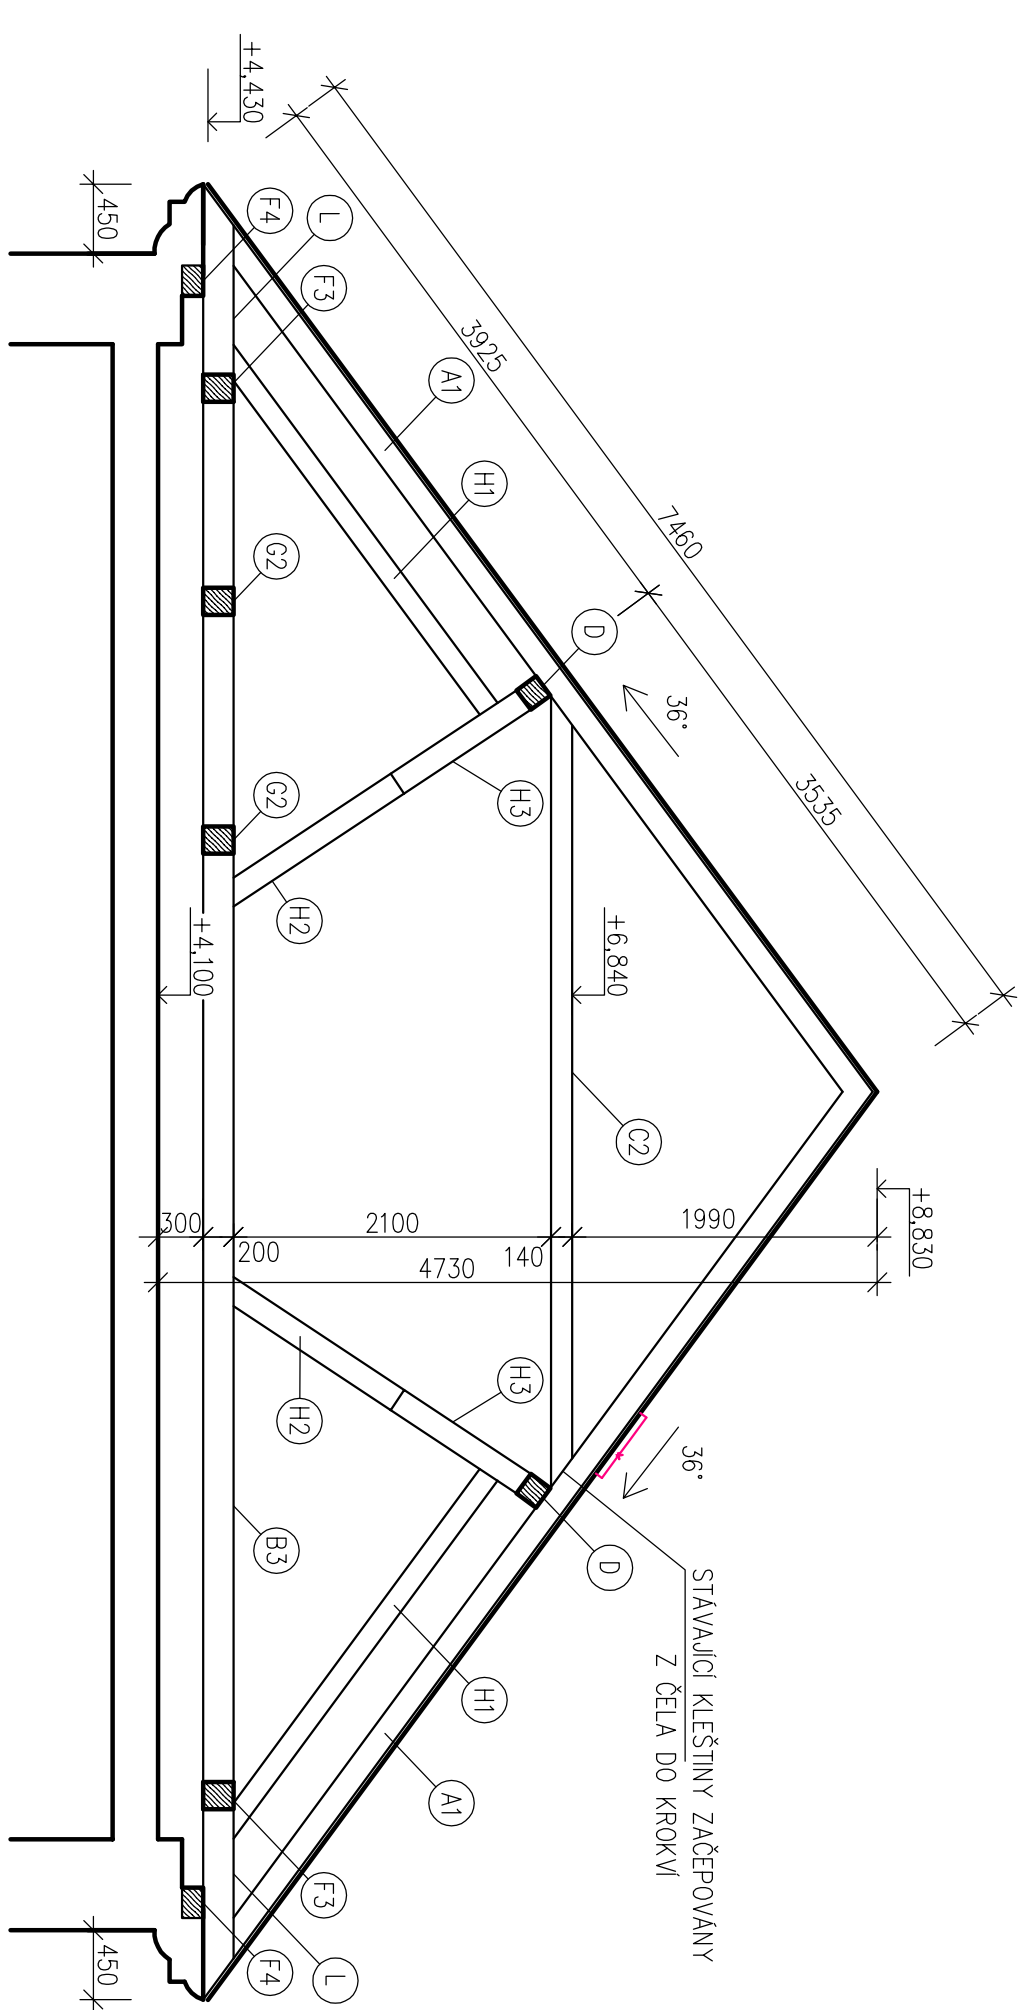 +8,830
7460
3925
3535
36°
36°
STÁVAJÍCÍ KLEŠTINY ZAČEPOVÁNY
Z ČELA DO KROKVÍ
1990
+6,840
C2
D
D
140
4730
2100
H3
H3
H1
H1
A1
A1
H2
H2
L
F3
F4
G2
G2
B3
F3
L
F4
200
300
+4,430
+4,100
450
450